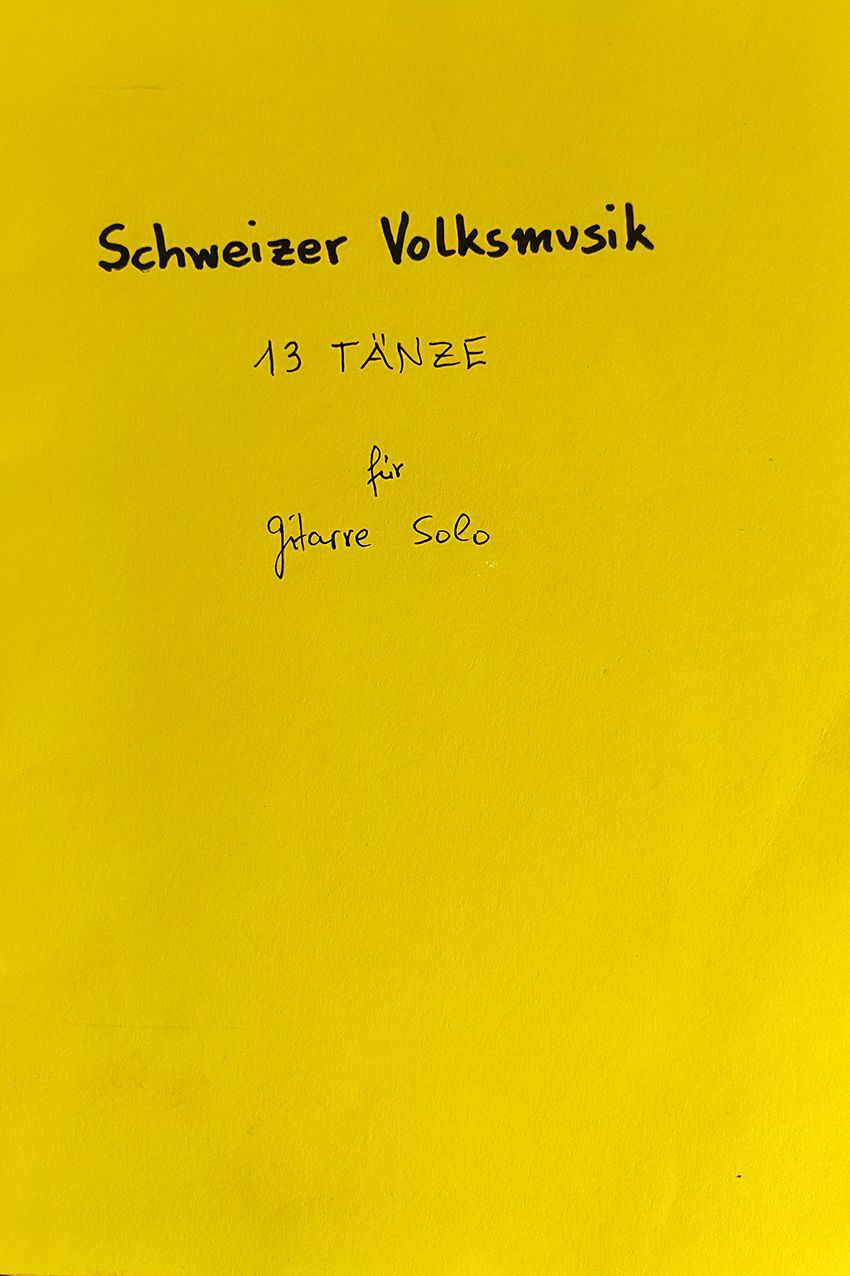 Schweizer Volksmusik
13 TÄNZE
für
Gitarre Solo